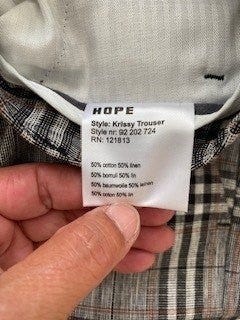 HOPE
Style: Krissy Trouser
Style nr: 92 202 724
RN: 121813
50% cotton 50% linen
50% bomull 50% lin
50% baumwolle 50% leinen
50% coton 50% lin